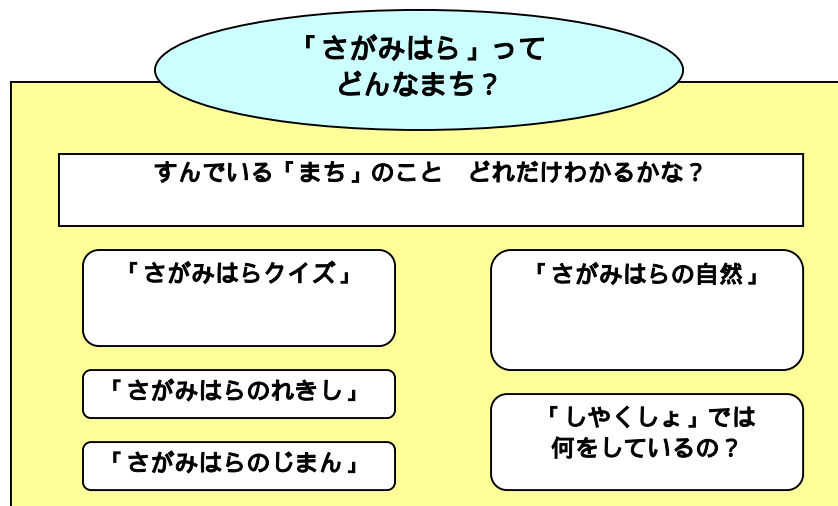 「さがみはら」って
どんなまち？
すんでいる「まち」のこと　どれだけわかるかな？
「さがみはらクイズ」
「さがみはらの自然」
「さがみはらのれきし」
「しやくしょ」では
何をしているの？
「さがみはらのじまん」